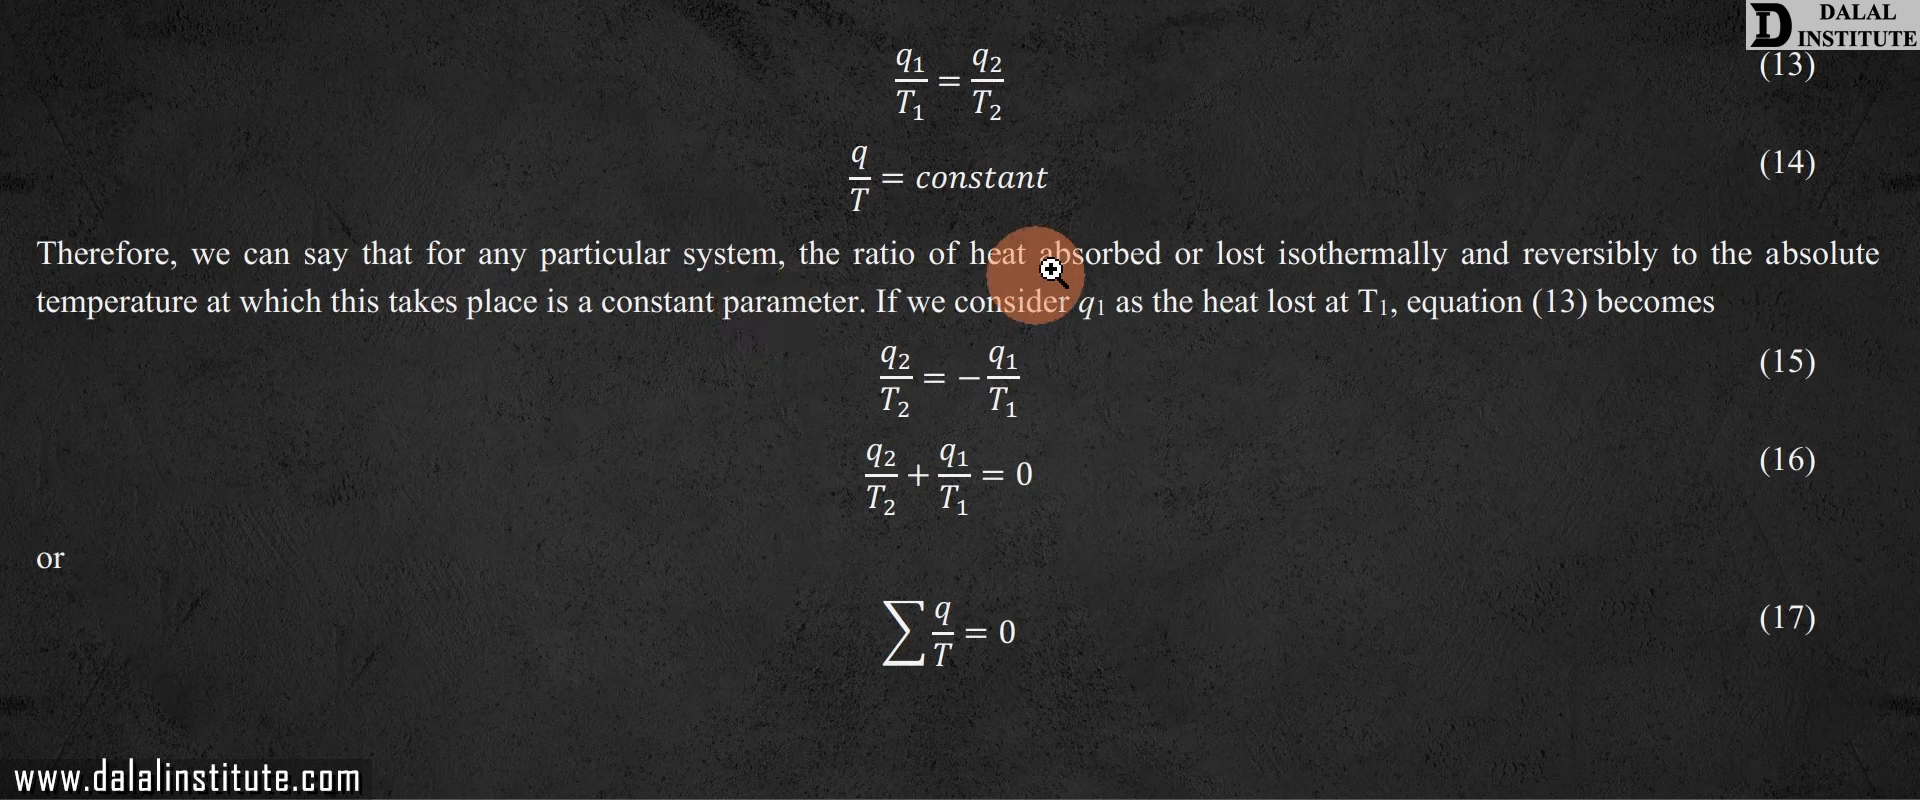 DALAL
INSTITUTE
q₁/T₁ = q₂/T₂ (13)
q/T = constant (14)
Therefore, we can say that for any particular system, the ratio of heat absorbed or lost isothermally and reversibly to the absolute
temperature at which this takes place is a constant parameter. If we consider q₁ as the heat lost at T₁, equation (13) becomes
q₂/T₂ = − q₁/T₁ (15)
q₂/T₂ + q₁/T₁ = 0 (16)
or
∑ q/T = 0 (17)
www.dalalinstitute.com